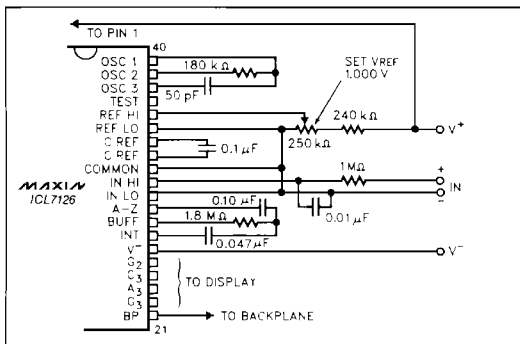 TO PIN 1
40
OSC 1
OSC 2
OSC 3
TEST
REF HI
REF LO
C REF
C REF
COMMON
IN HI
IN LO
A-Z
BUFF
INT
V⁻
G₂
C₃
A₃
G₃
BP
21
180 kΩ
50 pF
SET VREF
1.000 V
240 kΩ
250 kΩ
V⁺
0.1 µF
1MΩ
+
IN
−
0.10 µF
0.01 µF
1.8 MΩ
0.047 µF
V⁻
MAXIM
ICL7126
TO DISPLAY
TO BACKPLANE